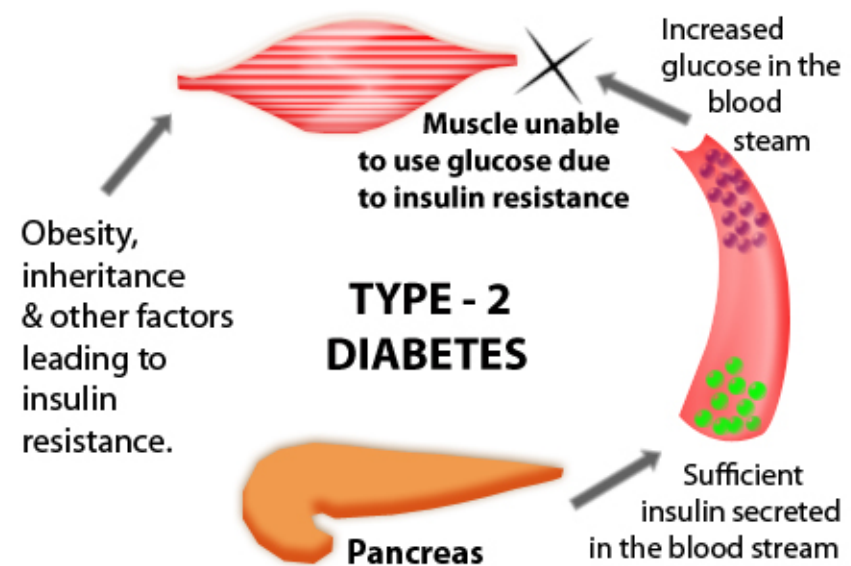 Increased
glucose in the
blood
steam
Muscle unable
to use glucose due
to insulin resistance
Obesity,
inheritance
& other factors
leading to
insulin
resistance.
TYPE - 2
DIABETES
Sufficient
insulin secreted
in the blood stream
Pancreas